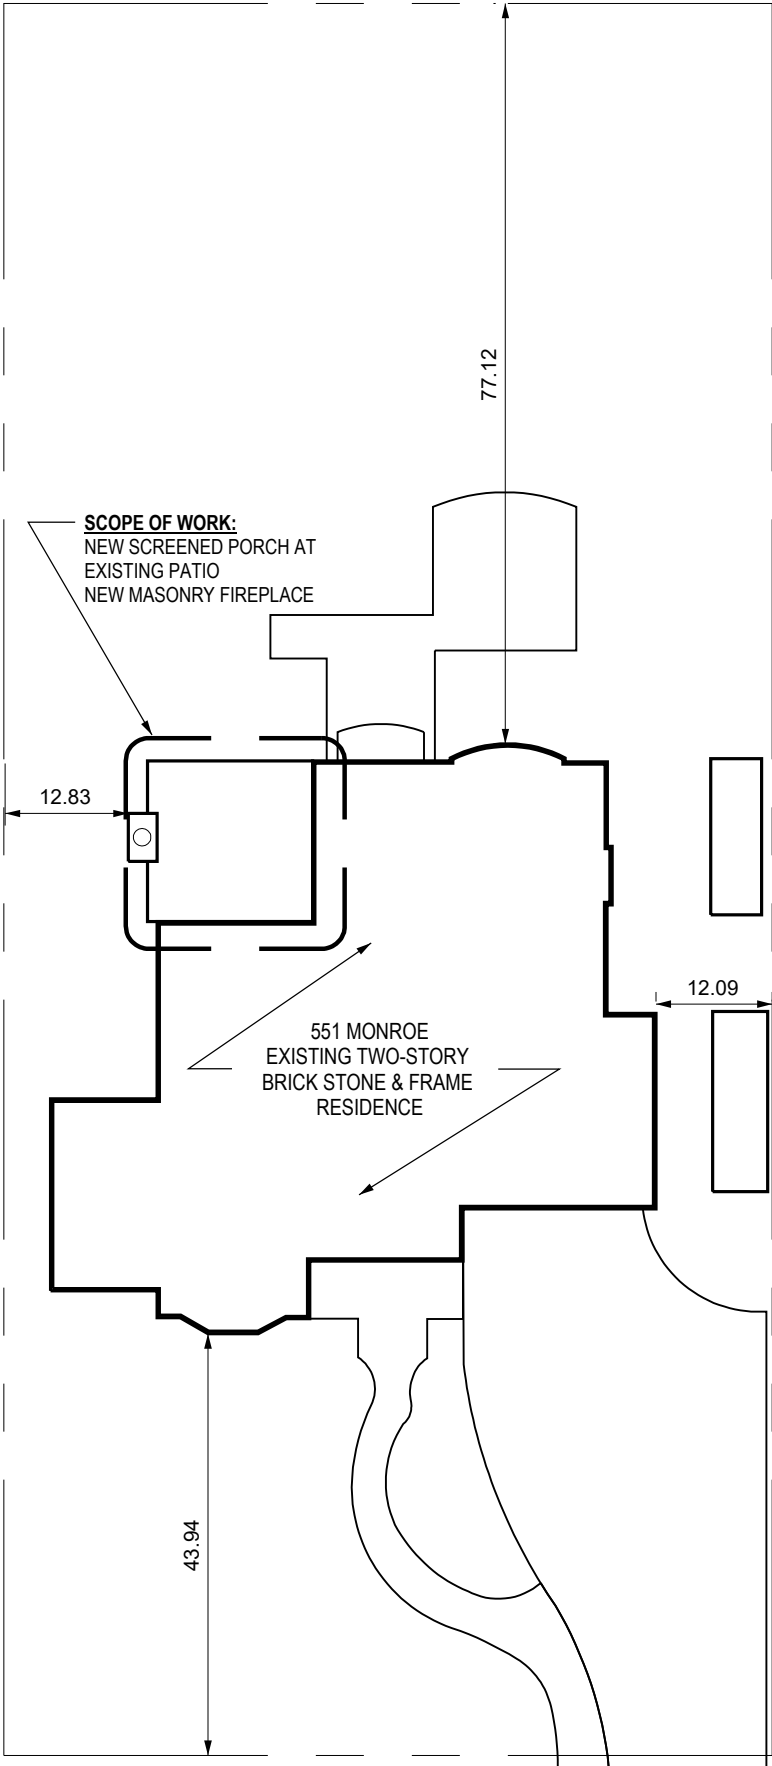 77.12
SCOPE OF WORK:
NEW SCREENED PORCH AT
EXISTING PATIO
NEW MASONRY FIREPLACE
12.83
12.09
551 MONROE
EXISTING TWO-STORY
BRICK STONE & FRAME
RESIDENCE
43.94